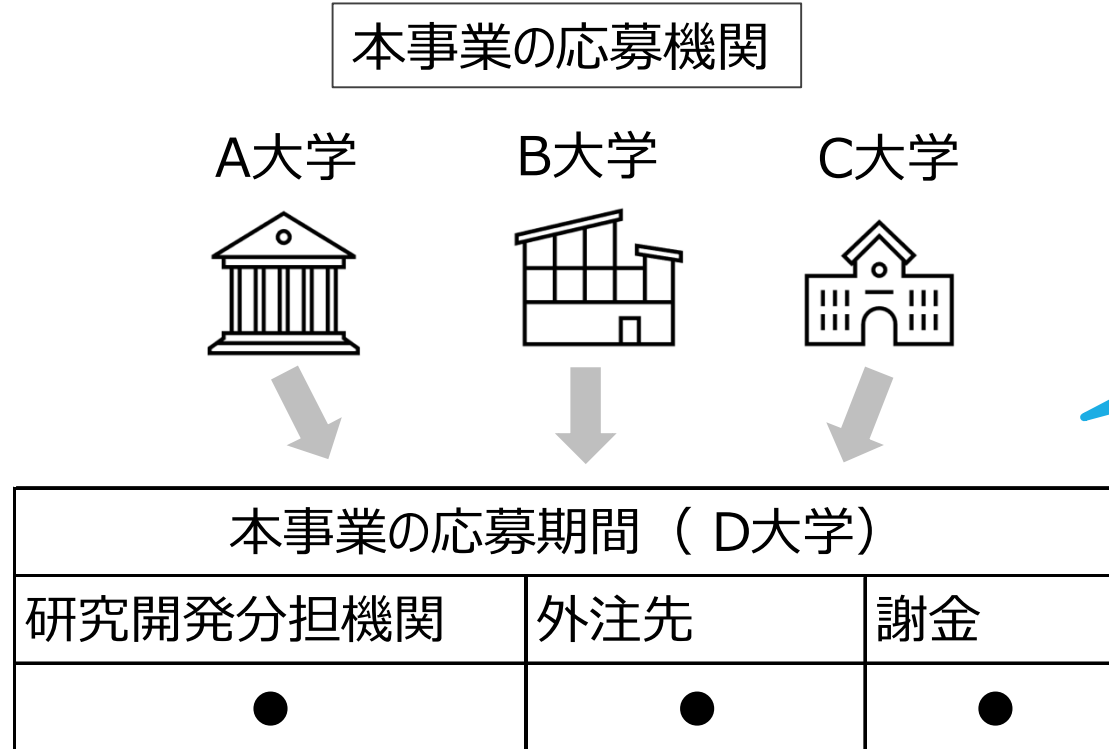 本事業の応募機関
A大学 B大学 C大学
本事業の応募期間（ D大学）
研究開発分担機関 外注先 謝金
● ● ●